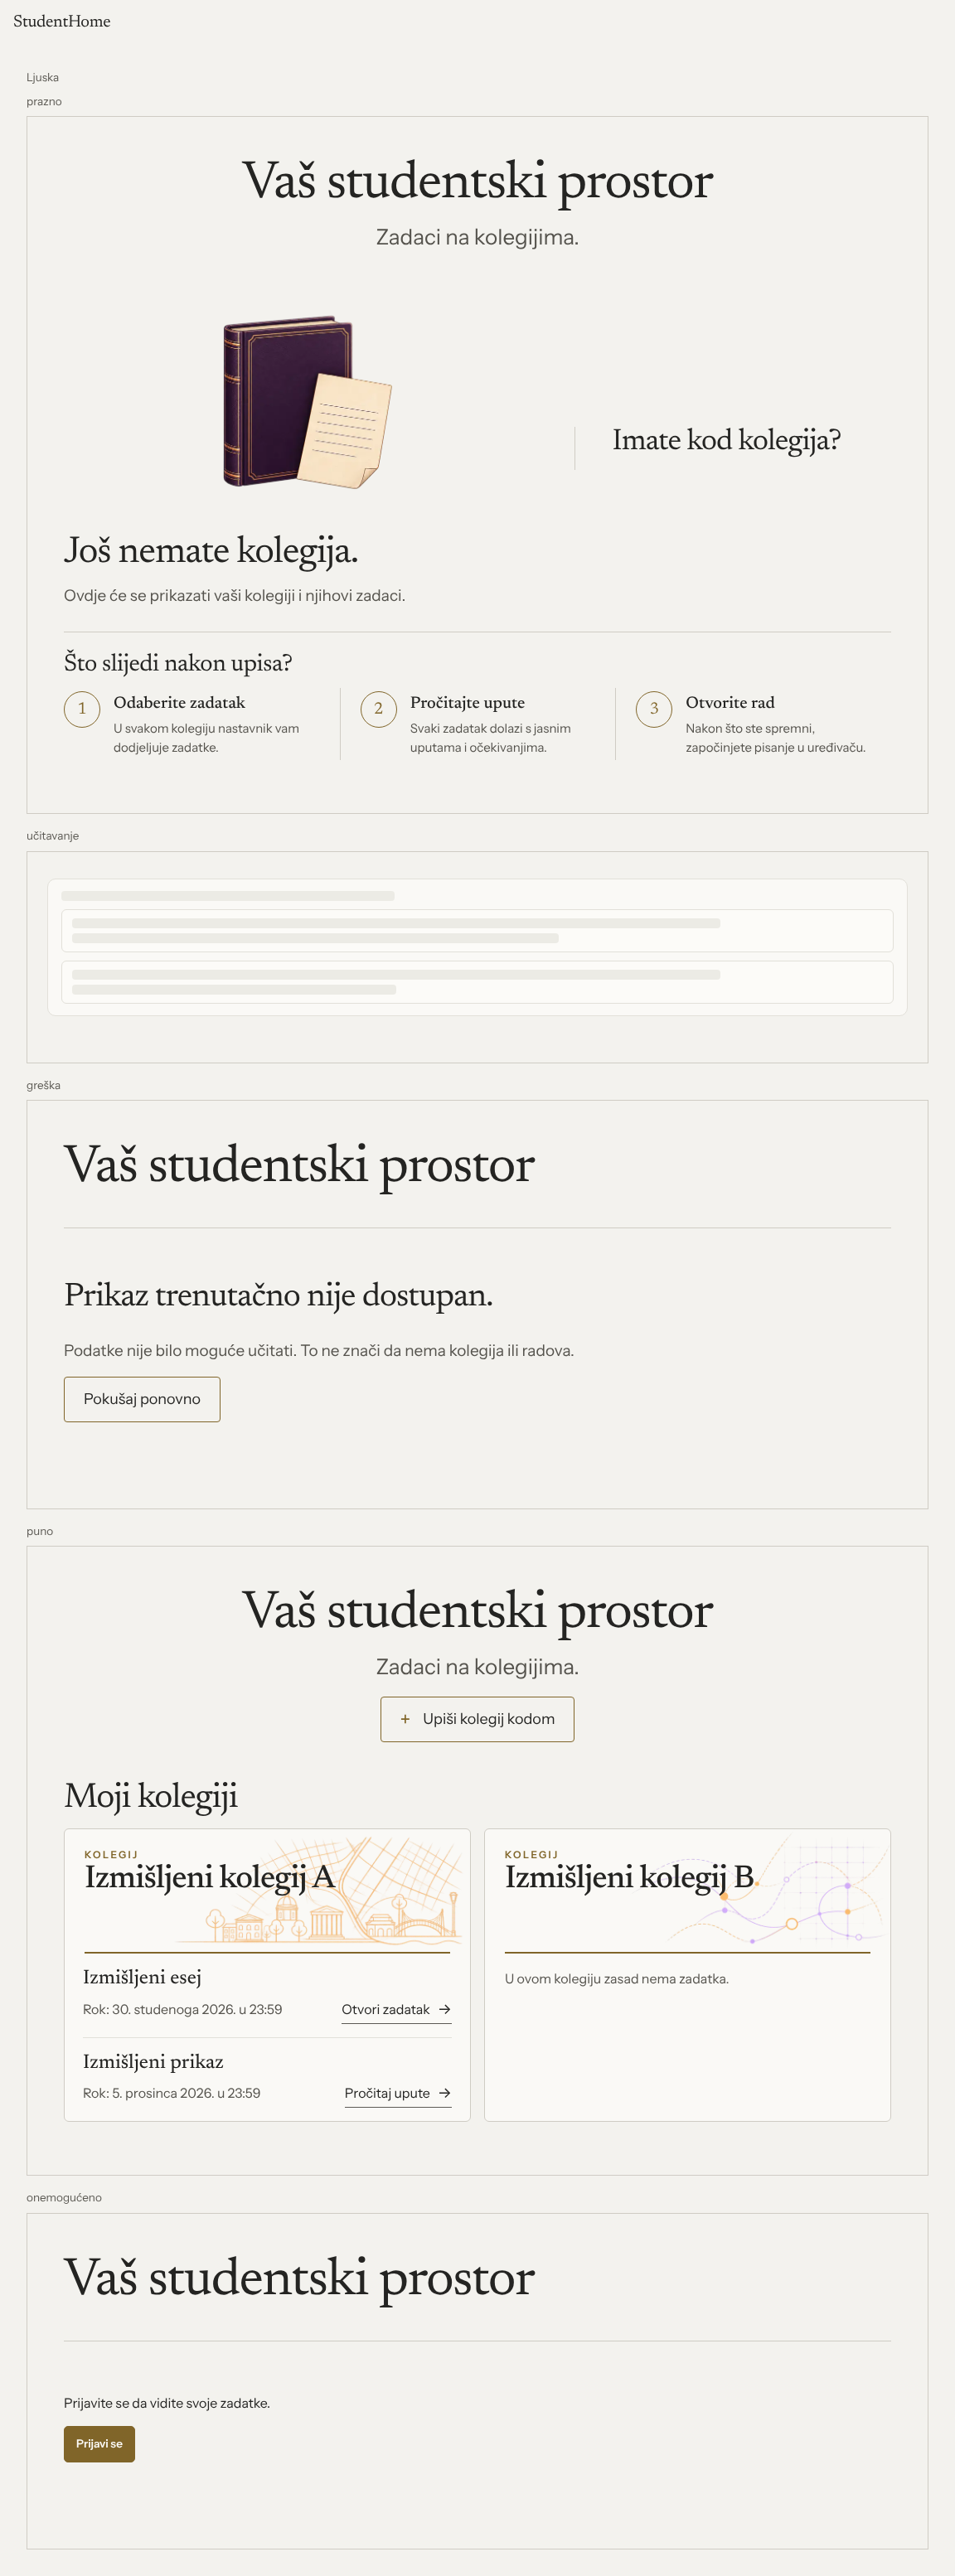 StudentHome
Ljuska
prazno
Vaš studentski prostor
Zadaci na kolegijima.
Imate kod kolegija?
Još nemate kolegija.
Ovdje će se prikazati vaši kolegiji i njihovi zadaci.
Što slijedi nakon upisa?
1
Odaberite zadatak
U svakom kolegiju nastavnik vam
dodjeljuje zadatke.
2
Pročitajte upute
Svaki zadatak dolazi s jasnim
uputama i očekivanjima.
3
Otvorite rad
Nakon što ste spremni,
započinjete pisanje u uređivaču.
učitavanje
greška
Vaš studentski prostor
Prikaz trenutačno nije dostupan.
Podatke nije bilo moguće učitati. To ne znači da nema kolegija ili radova.
Pokušaj ponovno
puno
Vaš studentski prostor
Zadaci na kolegijima.
+ Upiši kolegij kodom
Moji kolegiji
KOLEGIJ
Izmišljeni kolegij A
Izmišljeni esej
Rok: 30. studenoga 2026. u 23:59
Otvori zadatak →
Izmišljeni prikaz
Rok: 5. prosinca 2026. u 23:59
Pročitaj upute →
KOLEGIJ
Izmišljeni kolegij B
U ovom kolegiju zasad nema zadatka.
onemogućeno
Vaš studentski prostor
Prijavite se da vidite svoje zadatke.
Prijavi se